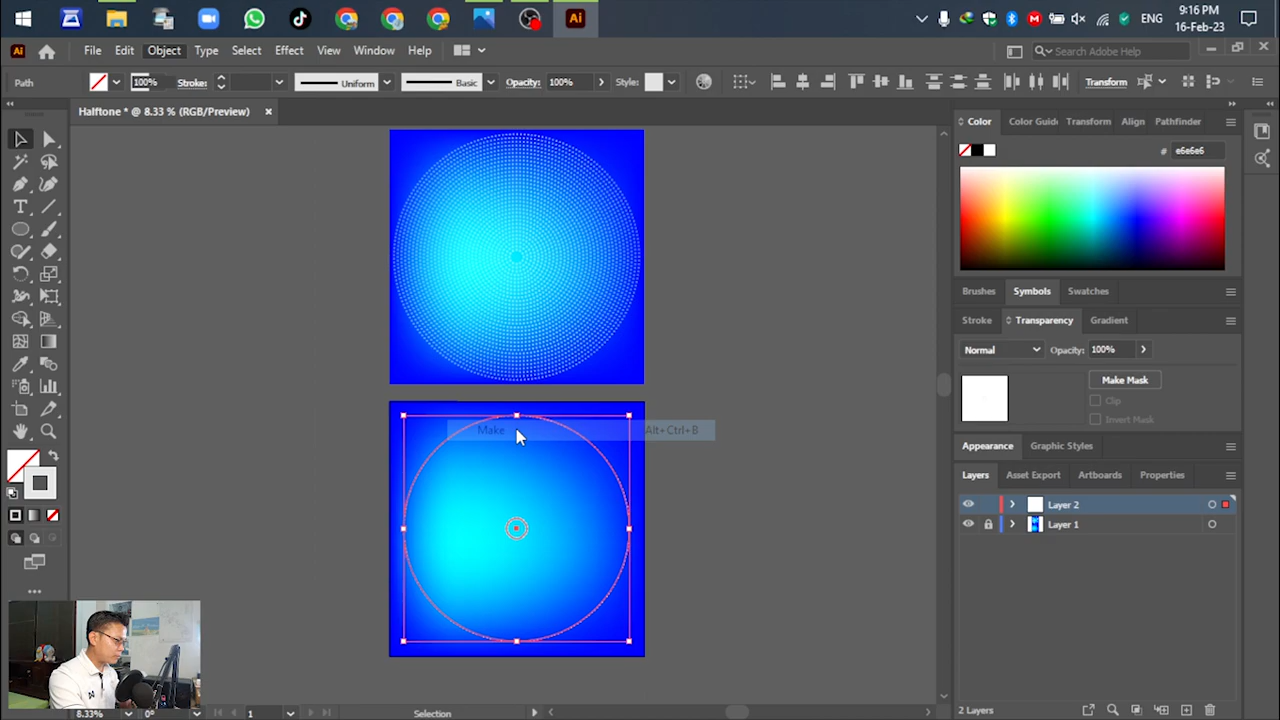 ENG
9:16 PM
16-Feb-23
Ai
File Edit Object Type Select Effect View Window Help
Search Adobe Help
Path
100%
Stroke:
Uniform
Basic
Opacity: 100%
Style:
Transform
Halftone * @ 8.33 % (RGB/Preview)
Color Color Guide Transform Align Pathfinder
# e6e6e6
Brushes Symbols Swatches
Stroke Transparency Gradient
Normal
Opacity: 100%
Make Mask
Clip
Invert Mask
Appearance Graphic Styles
Layers Asset Export Artboards Properties
Layer 2
Layer 1
Make Alt+Ctrl+B
2 Layers
8.33%
0°
1
Selection